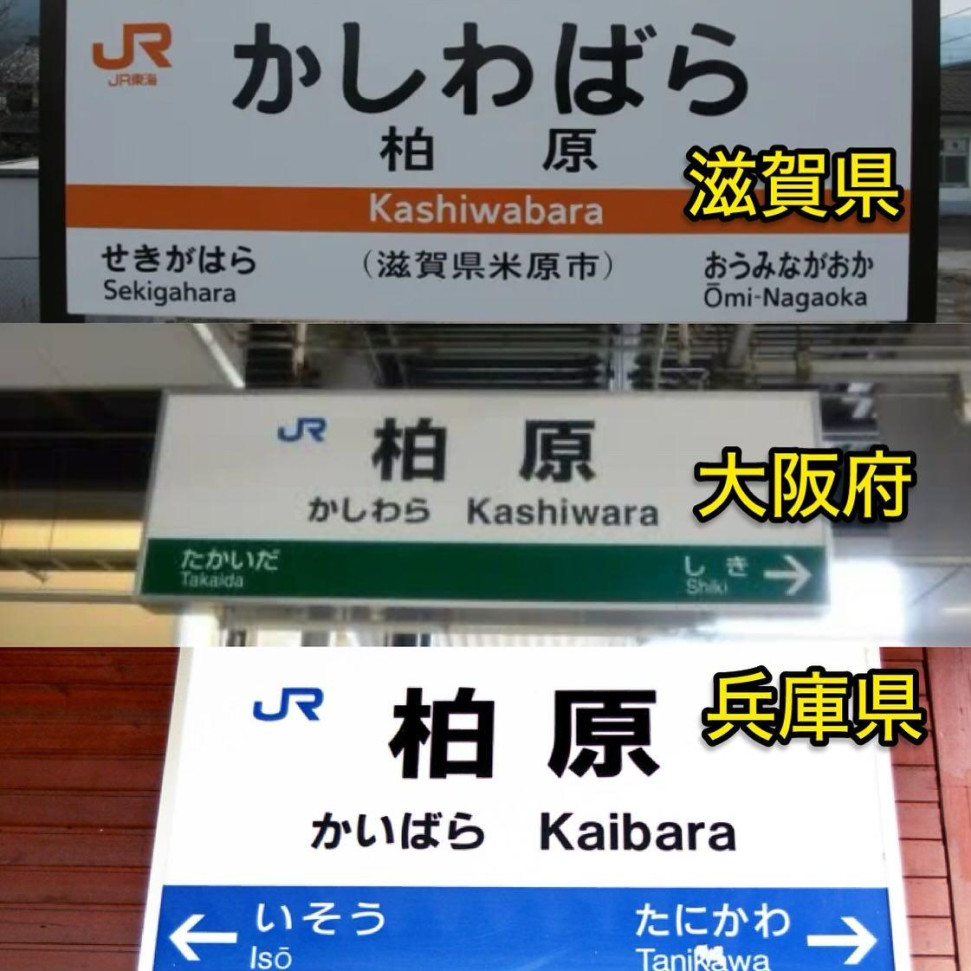 JR
JR東海
かしわばら
柏原
滋賀県
Kashiwabara
せきがはら
Sekigahara
(滋賀県米原市)
おうみながおか
Ōmi-Nagaoka
JR 柏原
かしわら Kashiwara
大阪府
たかいだ
Takaida
しき
Shiki
JR 柏原
兵庫県
かいばら Kaibara
いそう
Isō
たにかわ
Tanikawa